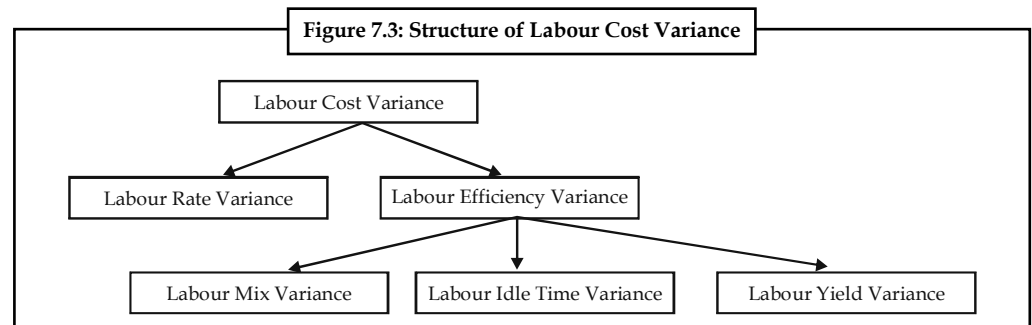 Figure 7.3: Structure of Labour Cost Variance
Labour Cost Variance
Labour Rate Variance
Labour Efficiency Variance
Labour Mix Variance
Labour Idle Time Variance
Labour Yield Variance